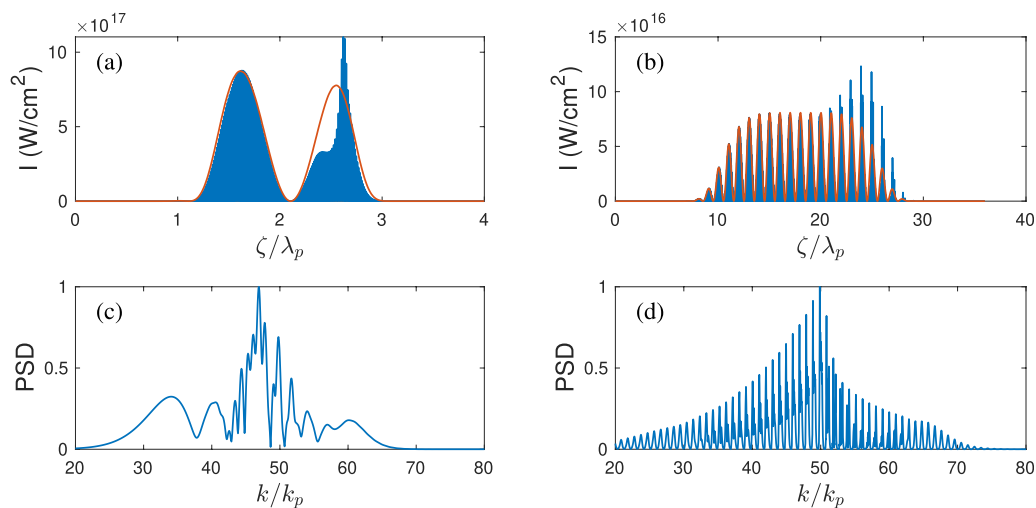 ×10^17
(a)
I (W/cm^2)
10
5
0
0 1 2 3 4
ζ/λ_p
×10^16
(b)
I (W/cm^2)
15
10
5
0
0 10 20 30 40
ζ/λ_p
(c)
PSD
1
0.5
0
20 30 40 50 60 70 80
k/k_p
(d)
PSD
1
0.5
0
20 30 40 50 60 70 80
k/k_p